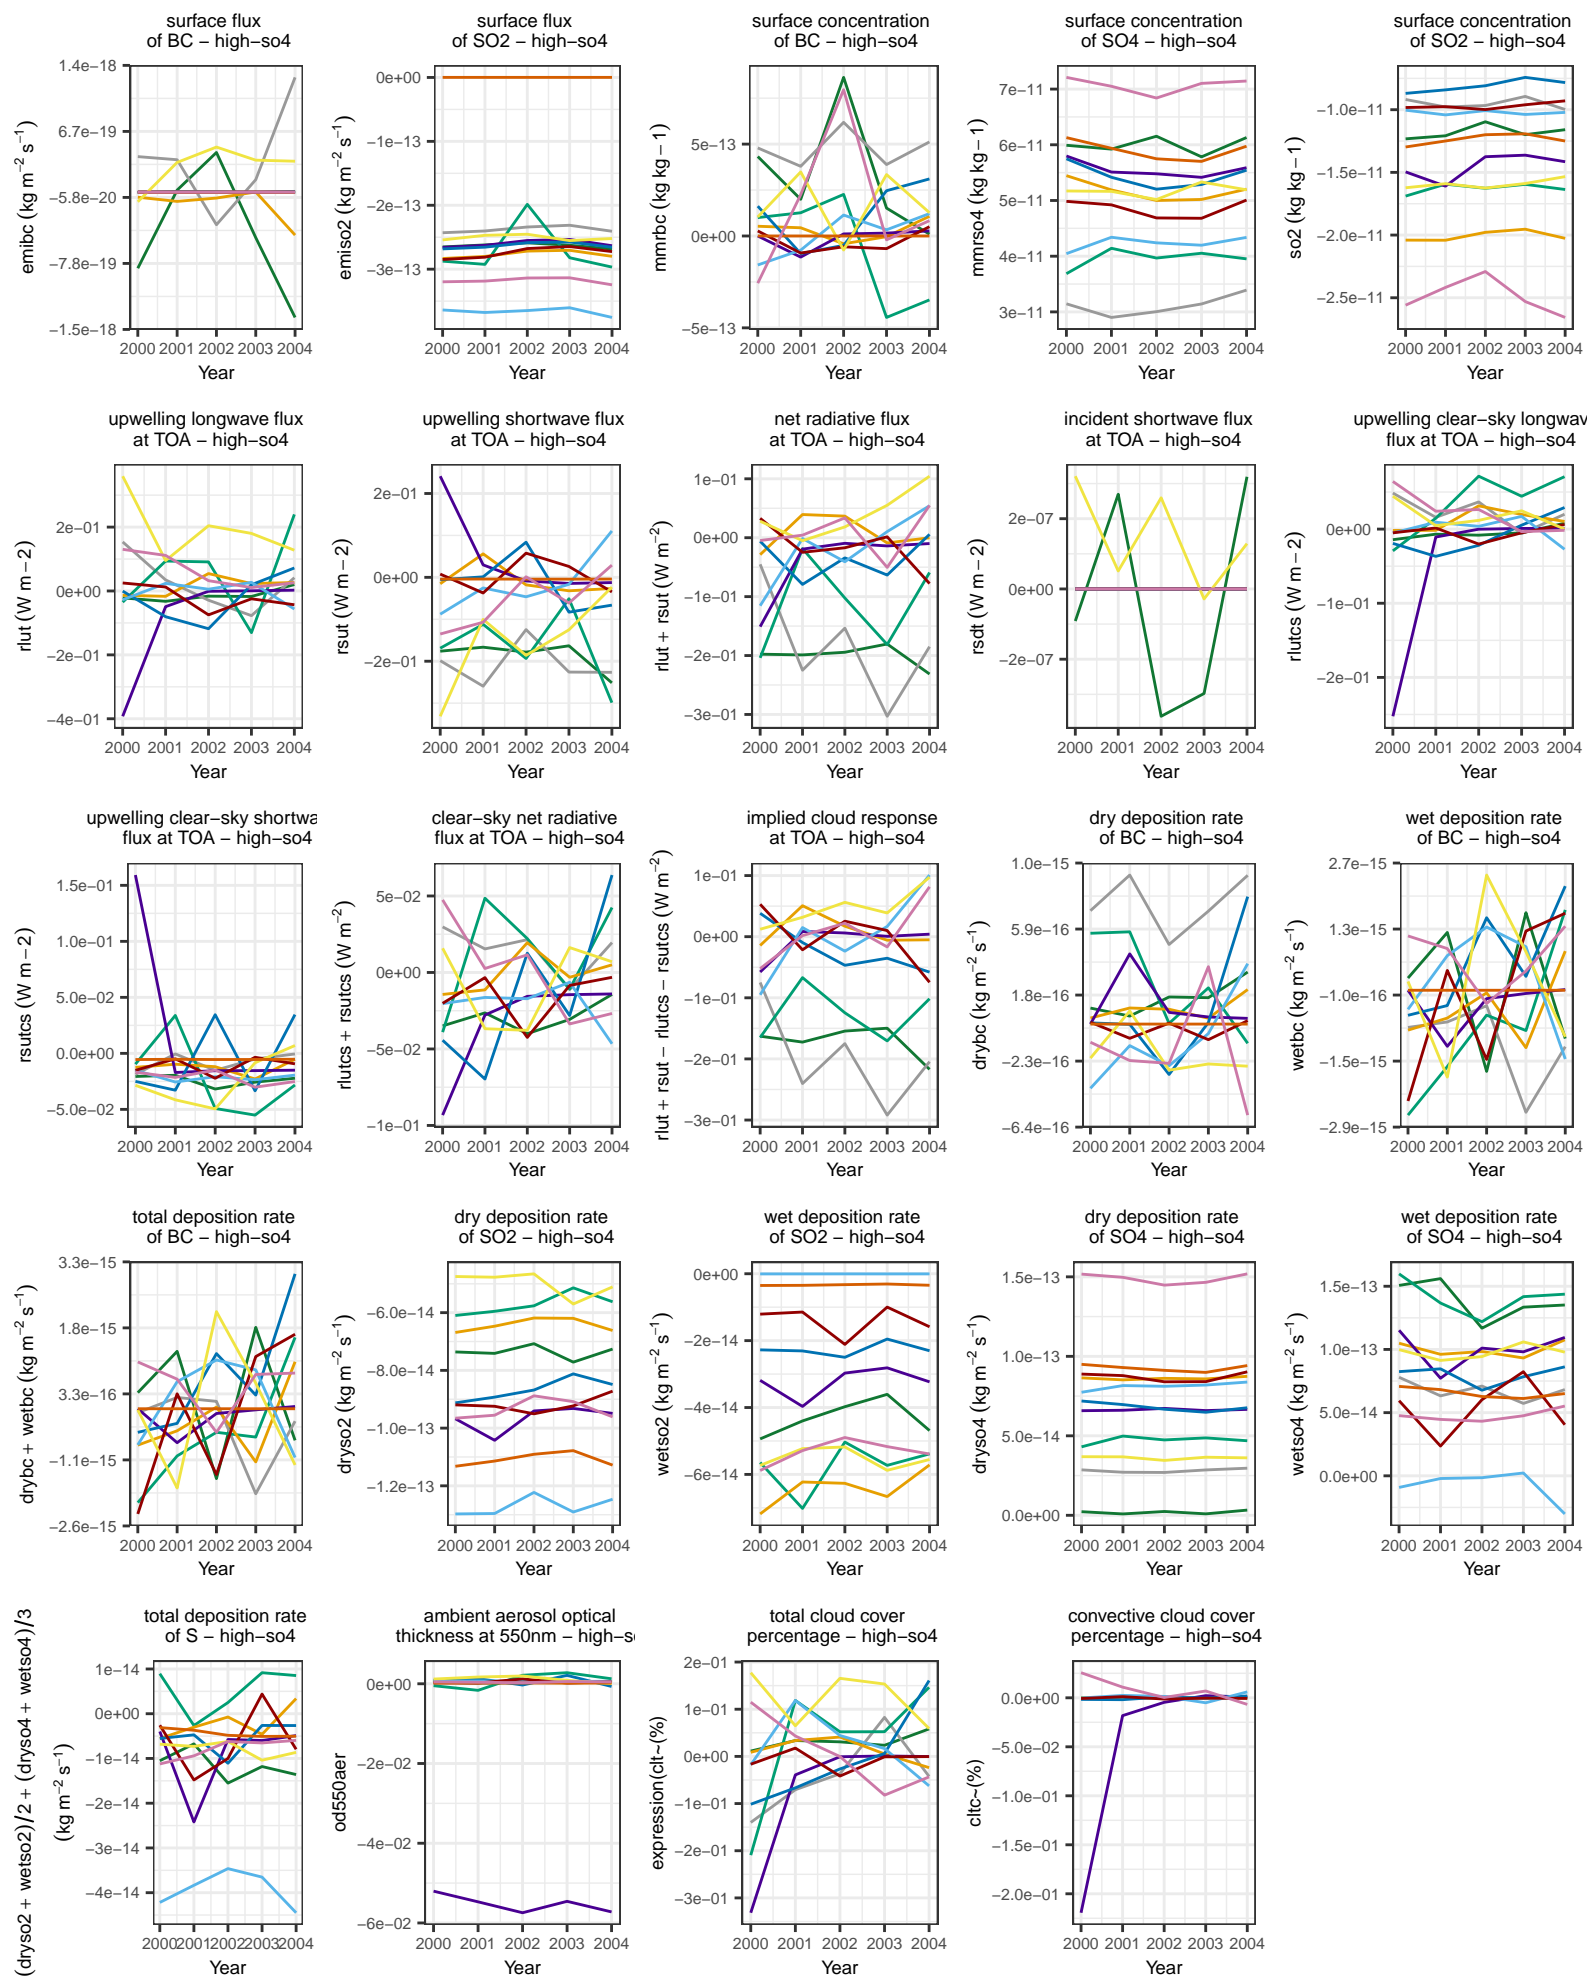 surface flux
of BC − high−so4
surface flux
of SO2 − high−so4
surface concentration
of BC − high−so4
surface concentration
of SO4 − high−so4
surface concentration
of SO2 − high−so4
emibc (kg m−2 s−1)
1.4e−18
6.7e−19
−5.8e−20
−7.8e−19
−1.5e−18
2000 2001 2002 2003 2004
Year
emiso2 (kg m−2 s−1)
0e+00
−1e−13
−2e−13
−3e−13
2000 2001 2002 2003 2004
Year
mmrbc (kg kg − 1)
5e−13
0e+00
−5e−13
2000 2001 2002 2003 2004
Year
mmrso4 (kg kg − 1)
7e−11
6e−11
5e−11
4e−11
3e−11
2000 2001 2002 2003 2004
Year
so2 (kg kg − 1)
−1.0e−11
−1.5e−11
−2.0e−11
−2.5e−11
2000 2001 2002 2003 2004
Year
upwelling longwave flux
at TOA − high−so4
upwelling shortwave flux
at TOA − high−so4
net radiative flux
at TOA − high−so4
incident shortwave flux
at TOA − high−so4
upwelling clear−sky longwav
flux at TOA − high−so4
rlut (W m − 2)
2e−01
0e+00
−2e−01
−4e−01
2000 2001 2002 2003 2004
Year
rsut (W m − 2)
2e−01
0e+00
−2e−01
2000 2001 2002 2003 2004
Year
rlut + rsut (W m−2)
1e−01
0e+00
−1e−01
−2e−01
−3e−01
2000 2001 2002 2003 2004
Year
rsdt (W m − 2)
2e−07
0e+00
−2e−07
2000 2001 2002 2003 2004
Year
rlutcs (W m − 2)
0e+00
−1e−01
−2e−01
2000 2001 2002 2003 2004
Year
upwelling clear−sky shortwa
flux at TOA − high−so4
clear−sky net radiative
flux at TOA − high−so4
implied cloud response
at TOA − high−so4
dry deposition rate
of BC − high−so4
wet deposition rate
of BC − high−so4
rsutcs (W m − 2)
1.5e−01
1.0e−01
5.0e−02
0.0e+00
−5.0e−02
2000 2001 2002 2003 2004
Year
rlutcs + rsutcs (W m−2)
5e−02
0e+00
−5e−02
−1e−01
2000 2001 2002 2003 2004
Year
rlut + rsut − rlutcs − rsutcs (W m−2)
1e−01
0e+00
−1e−01
−2e−01
−3e−01
2000 2001 2002 2003 2004
Year
drybc (kg m−2 s−1)
1.0e−15
5.9e−16
1.8e−16
−2.3e−16
−6.4e−16
2000 2001 2002 2003 2004
Year
wetbc (kg m−2 s−1)
2.7e−15
1.3e−15
−1.0e−16
−1.5e−15
−2.9e−15
2000 2001 2002 2003 2004
Year
total deposition rate
of BC − high−so4
dry deposition rate
of SO2 − high−so4
wet deposition rate
of SO2 − high−so4
dry deposition rate
of SO4 − high−so4
wet deposition rate
of SO4 − high−so4
drybc + wetbc (kg m−2 s−1)
3.3e−15
1.8e−15
3.3e−16
−1.1e−15
−2.6e−15
2000 2001 2002 2003 2004
Year
dryso2 (kg m−2 s−1)
−6.0e−14
−8.0e−14
−1.0e−13
−1.2e−13
2000 2001 2002 2003 2004
Year
wetso2 (kg m−2 s−1)
0e+00
−2e−14
−4e−14
−6e−14
2000 2001 2002 2003 2004
Year
dryso4 (kg m−2 s−1)
1.5e−13
1.0e−13
5.0e−14
0.0e+00
2000 2001 2002 2003 2004
Year
wetso4 (kg m−2 s−1)
1.5e−13
1.0e−13
5.0e−14
0.0e+00
2000 2001 2002 2003 2004
Year
total deposition rate
of S − high−so4
ambient aerosol optical
thickness at 550nm − high−s
total cloud cover
percentage − high−so4
convective cloud cover
percentage − high−so4
(dryso2 + wetso2)/2 + (dryso4 + wetso4)/3
(kg m−2 s−1)
1e−14
0e+00
−1e−14
−2e−14
−3e−14
−4e−14
2000 2001 2002 2003 2004
Year
od550aer
0e+00
−2e−02
−4e−02
−6e−02
2000 2001 2002 2003 2004
Year
expression(clt~(%)
2e−01
1e−01
0e+00
−1e−01
−2e−01
−3e−01
2000 2001 2002 2003 2004
Year
cltc~(%)
0.0e+00
−5.0e−02
−1.0e−01
−1.5e−01
−2.0e−01
2000 2001 2002 2003 2004
Year